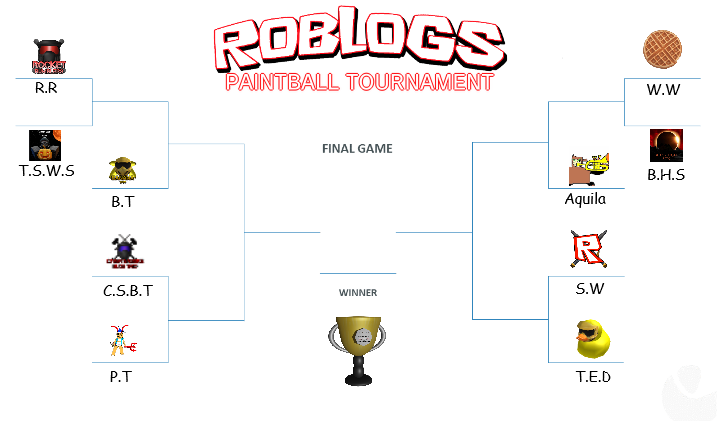 ROBLOGS
PAINTBALL TOURNAMENT
R.R
W.W
FINAL GAME
T.S.W.S
B.H.S
B.T
Aquila
C.S.B.T
S.W
R
WINNER
P.T
T.E.D